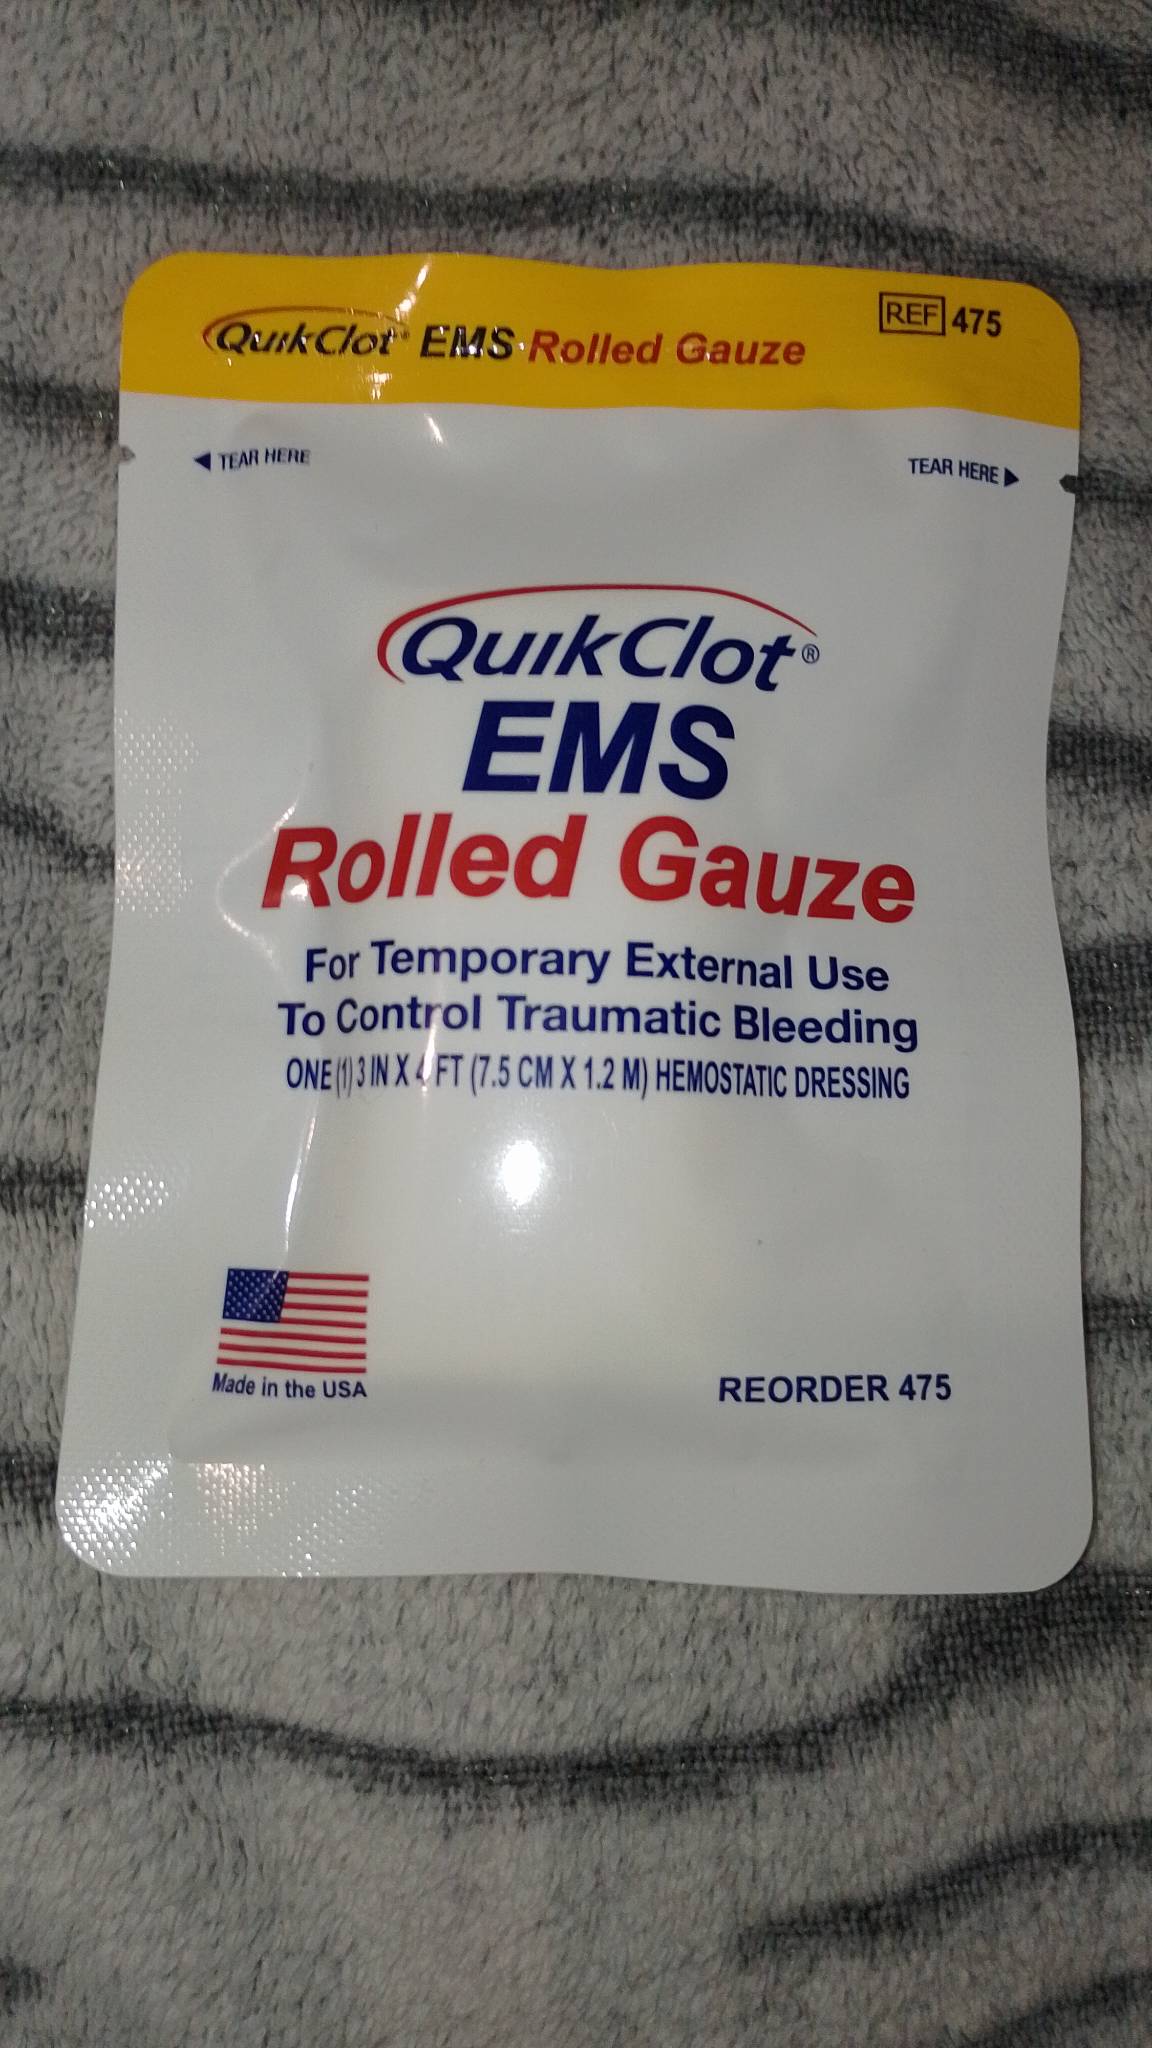 QuikClot® EMS Rolled Gauze
REF 475
TEAR HERE
TEAR HERE
QuikClot®
EMS
Rolled Gauze
For Temporary External Use
To Control Traumatic Bleeding
ONE (1) 3 IN X 4 FT (7.5 CM X 1.2 M) HEMOSTATIC DRESSING
Made in the USA
REORDER 475